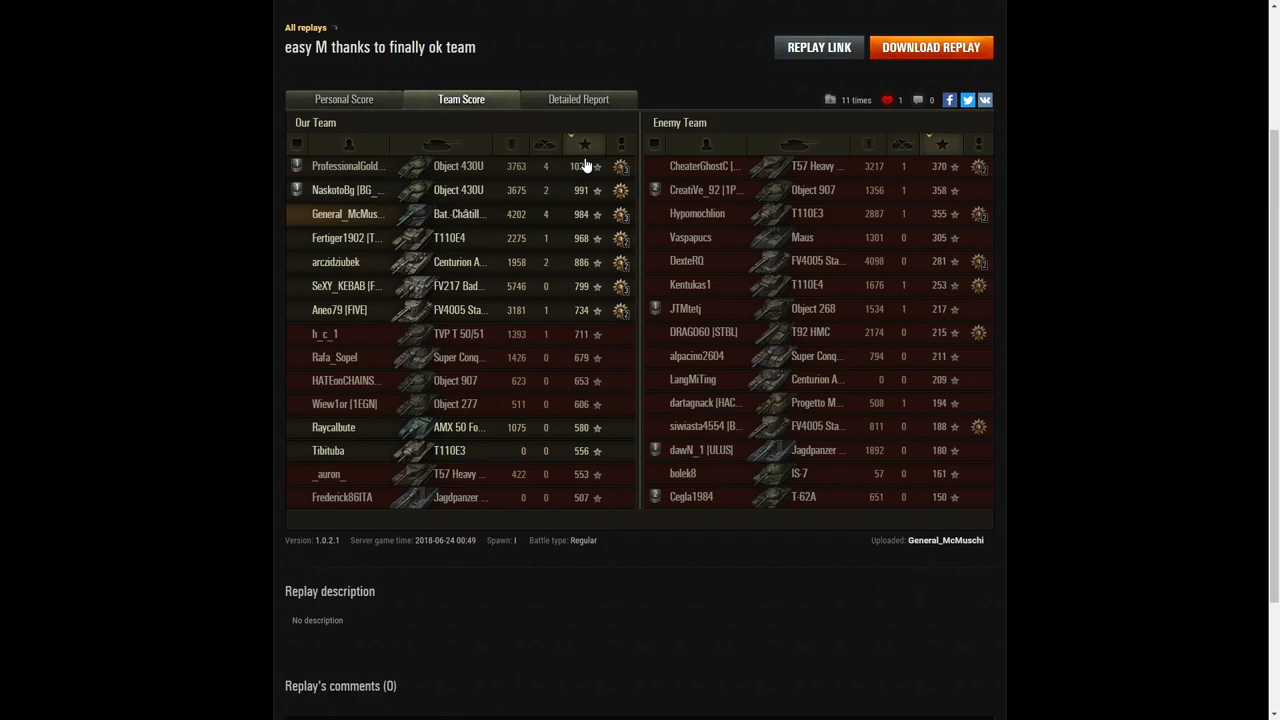 All replays
easy M thanks to finally ok team
REPLAY LINK DOWNLOAD REPLAY
Personal Score Team Score Detailed Report 11 times 1 0
Our Team Enemy Team
ProfessionalGold... Object 430U 3763 4 CheaterGhostC [... T57 Heavy ... 3217 1 370
NaskotoBg [BG_... Object 430U 3675 2 991 CreatiVe_92 [1P... Object 907 1356 1 358
General_McMus... Bat.-Châtill... 4202 4 984 Hypomochlion T110E3 2887 1 355
Fertiger1902 [T... T110E4 2275 1 968 Vaspapucs Maus 1301 0 305
arczidziubek Centurion A... 1958 2 886 DexteRQ FV4005 Sta... 4098 0 281
SeXY_KEBAB [F... FV217 Bad... 5746 0 799 Kentukas1 T110E4 1676 1 253
Aneo79 [FIVE] FV4005 Sta... 3181 1 734 JTMtetj Object 268 1534 1 217
h_c_1 TVP T 50/51 1393 1 711 DRAGO60 [STBL] T92 HMC 2174 0 215
Rafa_Sopel Super Conq... 1426 0 679 alpacino2604 Super Conq... 794 0 211
HATEonCHAINS... Object 907 623 0 653 LangMiTing Centurion A... 0 0 209
Wiew1or [1EGN] Object 277 511 0 606 dartagnack [HAC... Progetto M... 508 1 194
Raycalbute AMX 50 Fo... 1075 0 580 siwiasta4554 [B... FV4005 Sta... 811 0 188
Tibituba T110E3 0 0 556 dawN_1 [ULUS] Jagdpanzer ... 1892 0 180
_auron_ T57 Heavy ... 422 0 553 bolek8 IS-7 57 0 161
Frederick86ITA Jagdpanzer ... 0 0 507 Cegla1984 T-62A 651 0 150
Version: 1.0.2.1 Server game time: 2018-06-24 00:49 Spawn: I Battle type: Regular Uploaded: General_McMuschi
Replay description
No description
Replay's comments (0)